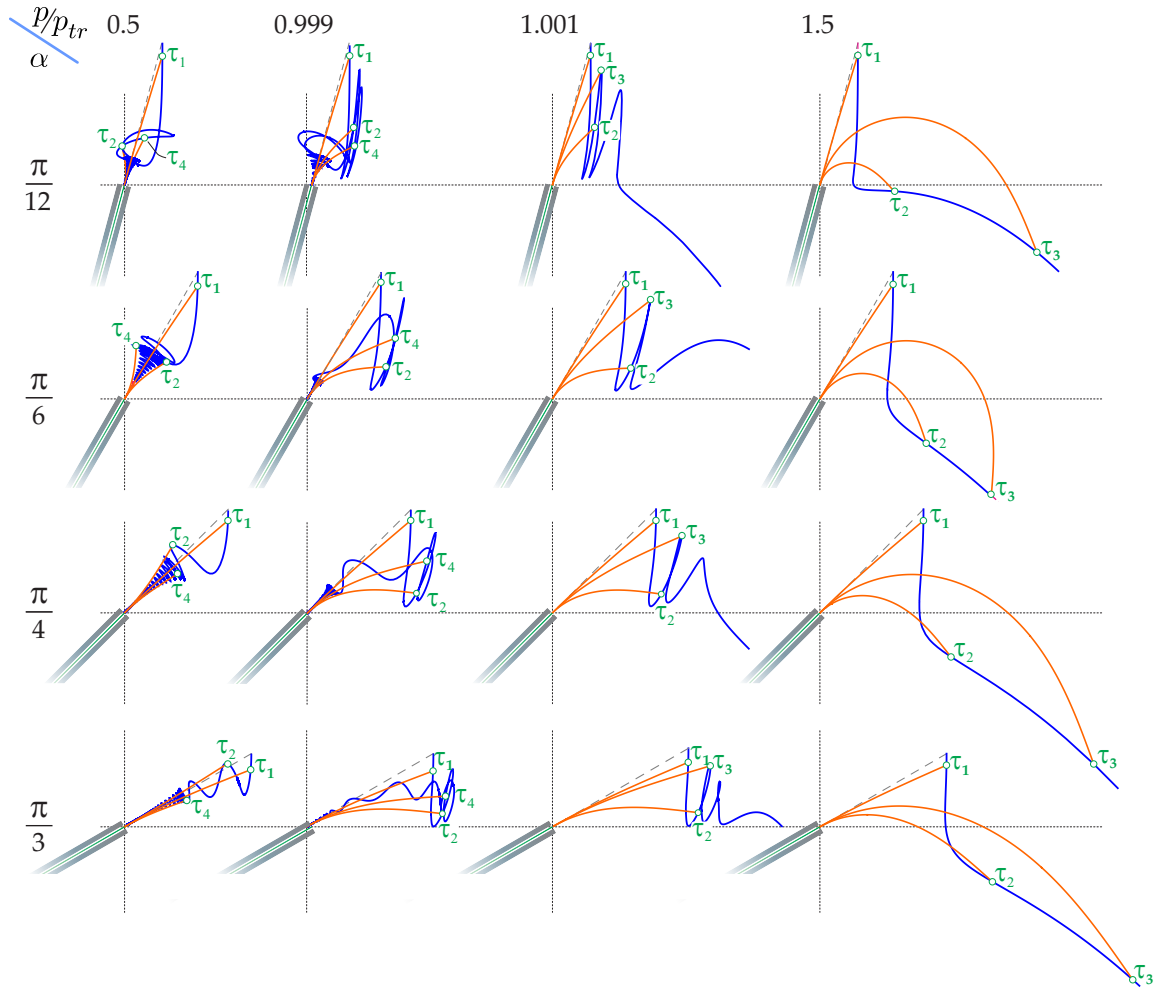 p/p_tr 0.5 0.999 1.001 1.5
α
τ₁ τ₁ τ₁ τ₁
τ₃
τ₂ τ₂ τ₂
τ₄ τ₄
π/12
τ₂
τ₃
τ₁ τ₁ τ₁ τ₁
τ₃
τ₄ τ₄
τ₂ τ₂ τ₂
π/6
τ₂
τ₃
τ₁ τ₁ τ₁
τ₂ τ₁ τ₃
τ₄ τ₄
τ₂ τ₂
π/4
τ₂
τ₃
τ₂ τ₁ τ₁ τ₁ τ₃ τ₁
τ₄ τ₄
τ₂ τ₂
π/3
τ₂
τ₃